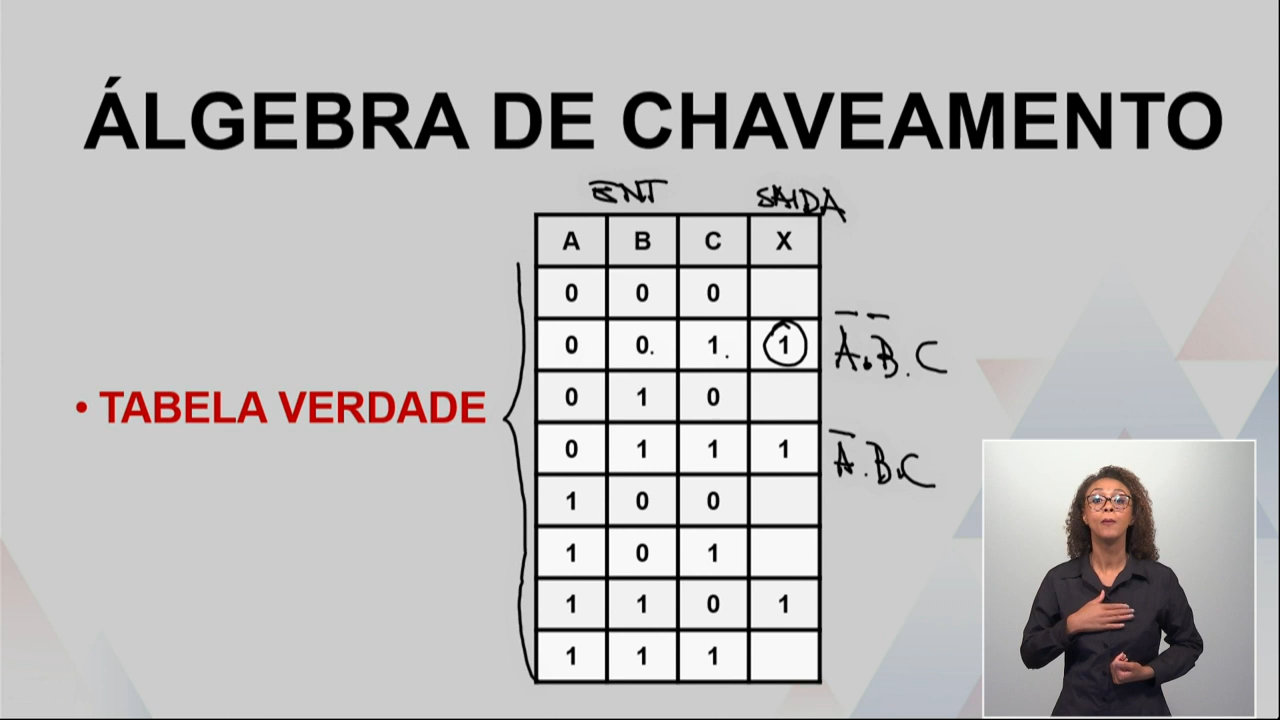 ÁLGEBRA DE CHAVEAMENTO
ENT SAIDA
A B C X
0 0 0
0 0. 1. 1 A̅.B̅.C
0 1 0
• TABELA VERDADE
0 1 1 1 A̅.B.C
1 0 0
1 0 1
1 1 0 1
1 1 1